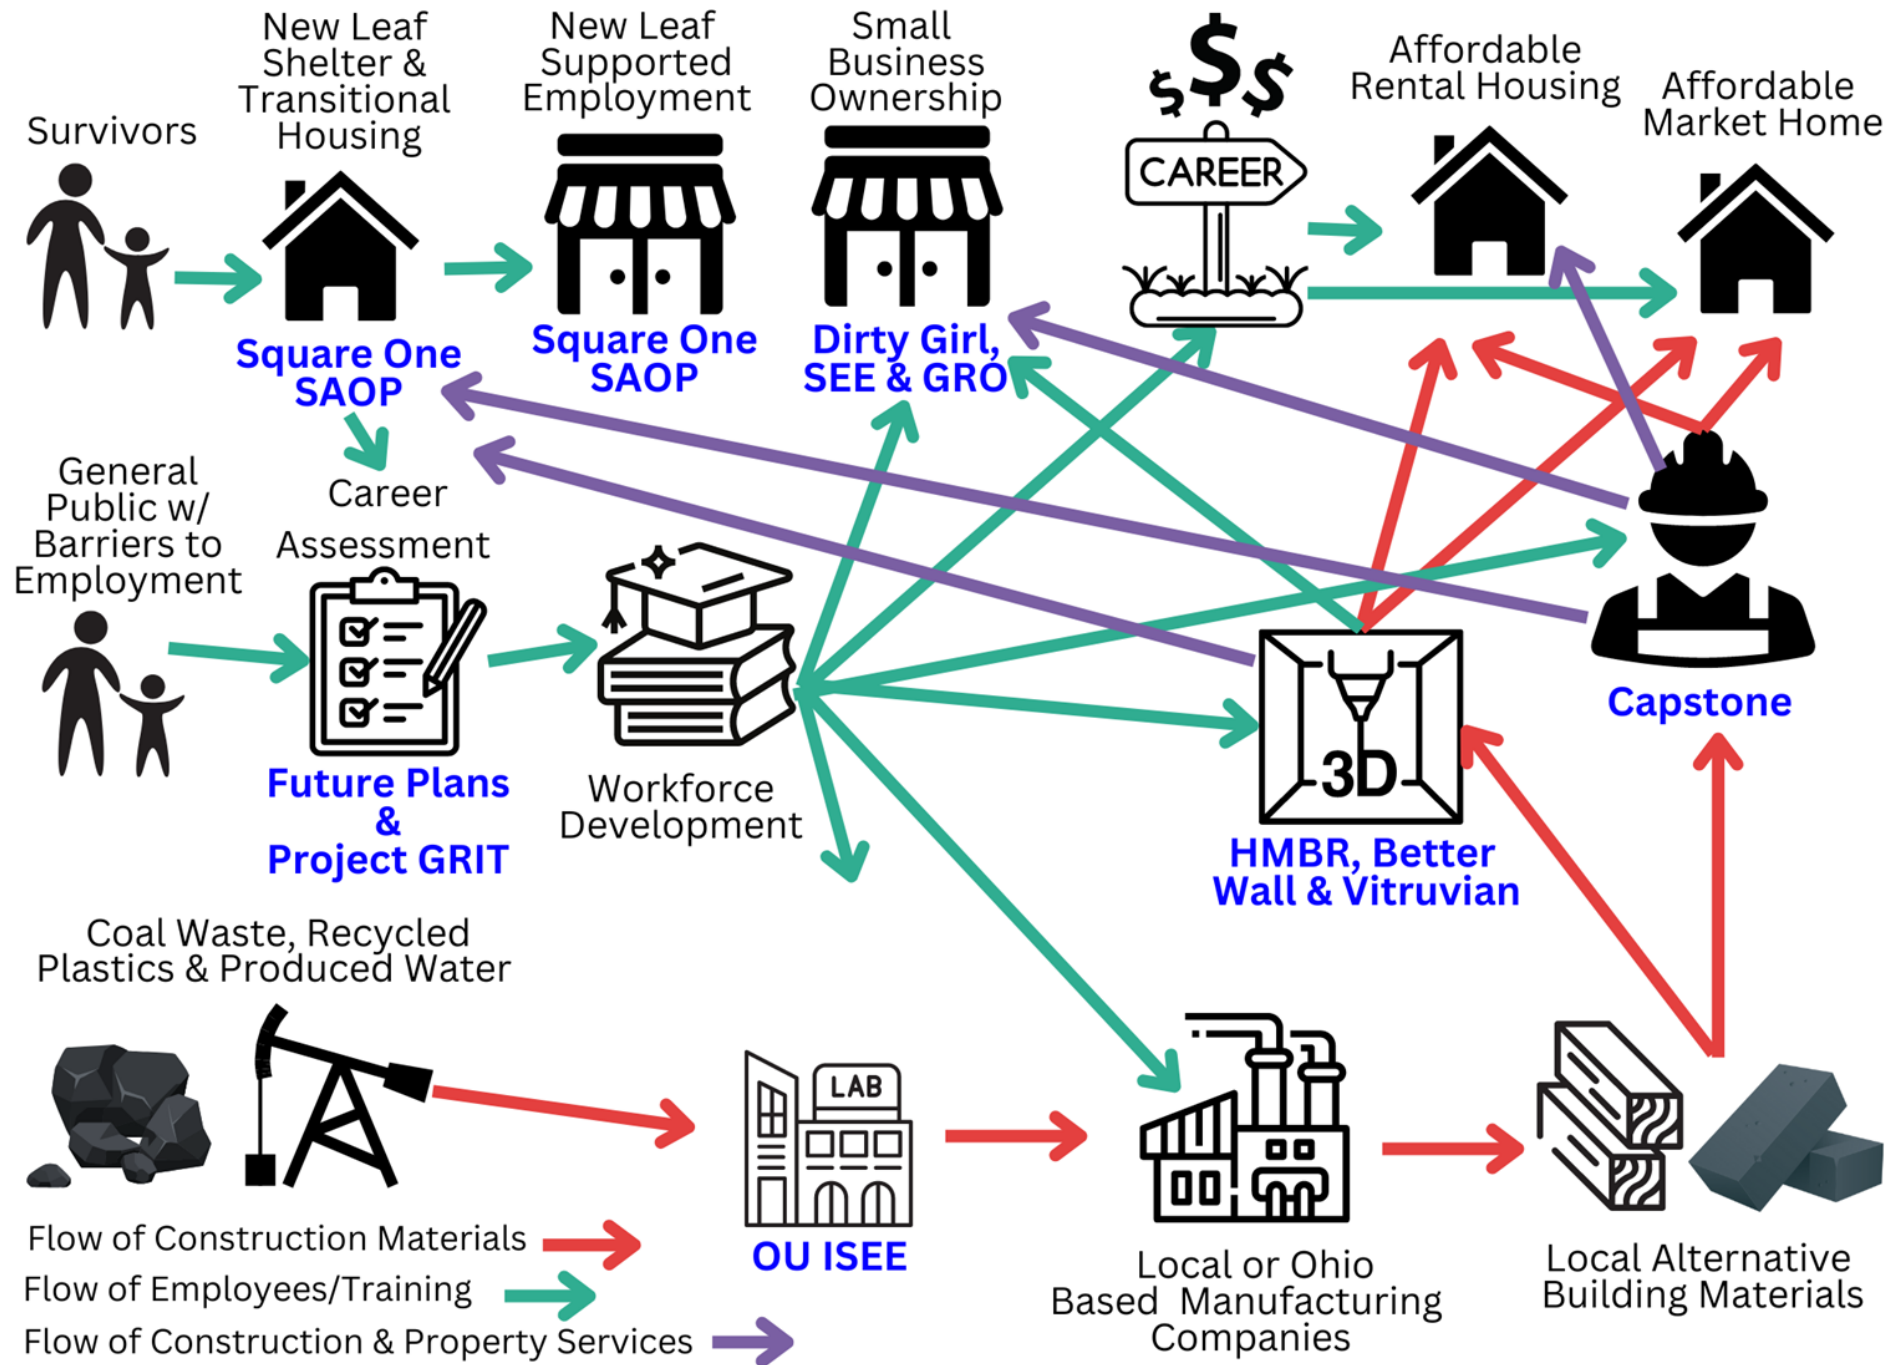 Survivors
New Leaf
Shelter &
Transitional
Housing
Square One
SAOP
New Leaf
Supported
Employment
Square One
SAOP
Small
Business
Ownership
Dirty Girl,
SEE & GRO
$$$
CAREER
Affordable
Rental Housing
Affordable
Market Home
General
Public w/
Barriers to
Employment
Career
Assessment
Future Plans
&
Project GRIT
Workforce
Development
3D
HMBR, Better
Wall & Vitruvian
Capstone
Coal Waste, Recycled
Plastics & Produced Water
LAB
OU ISEE
Local or Ohio
Based Manufacturing
Companies
Local Alternative
Building Materials
Flow of Construction Materials
Flow of Employees/Training
Flow of Construction & Property Services